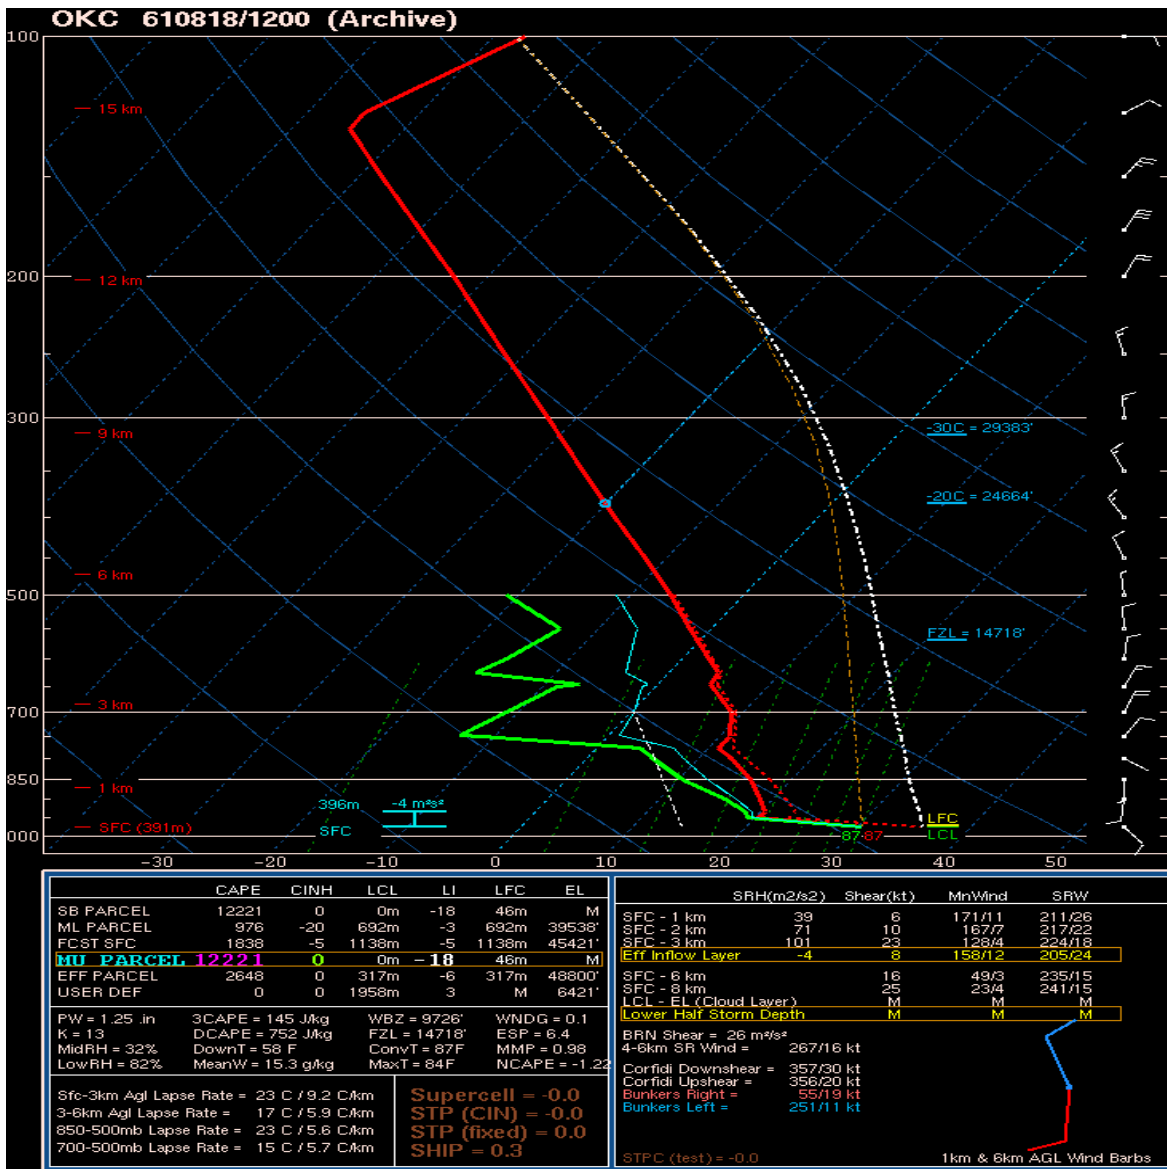 OKC 610818/1200 (Archive)
100
15 km
200
12 km
300
9 km
-30C = 29383'
-20C = 24664'
6 km
500
FZL = 14718'
700
3 km
850
1 km
396m
-4 m²s²
SFC (391m)
SFC
LFC
000
87
87
LCL
-30 -20 -10 0 10 20 30 40 50
CAPE CINH LCL LI LFC EL
SB PARCEL 12221 0 0m -18 46m M
ML PARCEL 976 -20 692m -3 692m 39538'
FCST SFC 1838 -5 1138m -5 1138m 45421'
MU PARCEL 12221 0 0m -18 46m M
EFF PARCEL 2648 0 317m -6 317m 48800'
USER DEF 0 0 1958m 3 M 6421'
PW = 1.25 .in 3CAPE = 145 J/kg WBZ = 9726' WNDG = 0.1
K = 13 DCAPE = 752 J/kg FZL = 14718' ESP = 6.4
MidRH = 32% DownT = 58 F ConvT = 87F MMP = 0.98
LowRH = 82% MeanW = 15.3 g/kg MaxT = 84F NCAPE = -1.22
Sfc-3km Agl Lapse Rate = 23 C / 9.2 C/km
3-6km Agl Lapse Rate = 17 C / 5.9 C/km
850-500mb Lapse Rate = 23 C / 5.6 C/km
700-500mb Lapse Rate = 15 C / 5.7 C/km
Supercell = -0.0
STP (CIN) = -0.0
STP (fixed) = 0.0
SHIP = 0.3
SRH(m2/s2) Shear(kt) MnWind SRW
SFC - 1 km 39 6 171/11 211/26
SFC - 2 km 71 10 167/7 217/22
SFC - 3 km 101 23 128/4 224/18
Eff Inflow Layer -4 8 158/12 205/24
SFC - 6 km 16 49/3 235/15
SFC - 8 km 25 23/4 241/15
LCL - EL (Cloud Layer) M M M
Lower Half Storm Depth M M M
BRN Shear = 26 m²/s²
4-6km SR Wind = 267/16 kt
Corfidi Downshear = 357/30 kt
Corfidi Upshear = 356/20 kt
Bunkers Right = 55/19 kt
Bunkers Left = 251/11 kt
STPC (test) = -0.0
1km & 6km AGL Wind Barbs